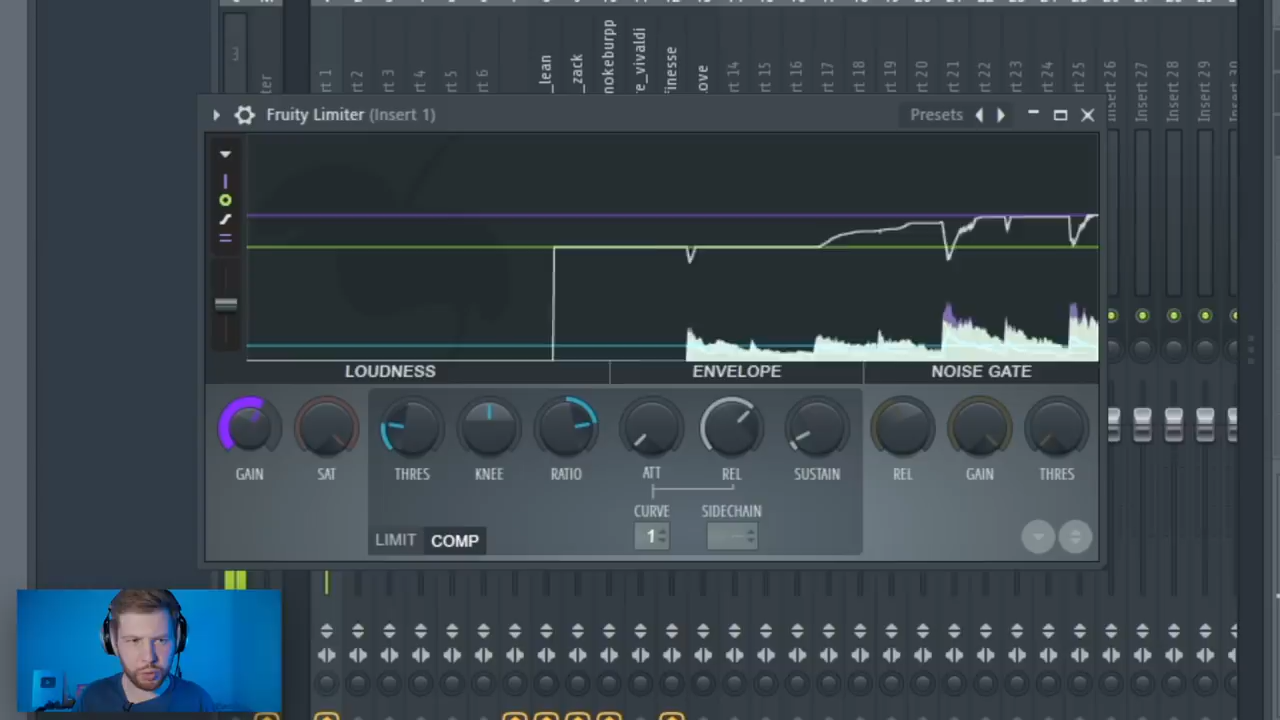 3
_lean
_zack
nokeburpp
e_vivaldi
inesse
ove
rt 1
rt 2
rt 3
rt 4
rt 5
rt 6
rt 14
rt 15
rt 16
rt 17
rt 18
rt 19
rt 20
rt 21
rt 22
rt 23
rt 24
rt 25
Insert 26
Insert 27
Insert 28
Insert 29
Fruity Limiter (Insert 1)
Presets
LOUDNESS ENVELOPE NOISE GATE
GAIN SAT THRES KNEE RATIO ATT REL SUSTAIN REL GAIN THRES
CURVE SIDECHAIN
LIMIT COMP 1